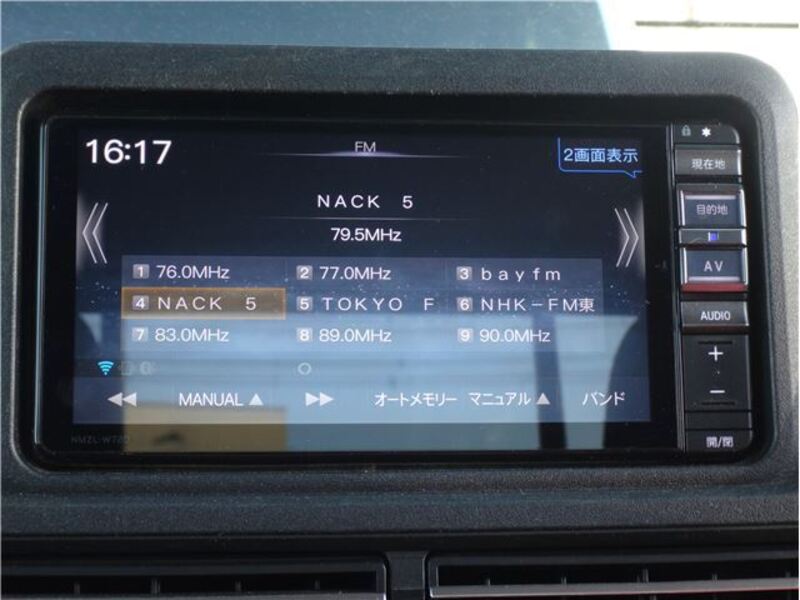 16:17
FM
2画面表示
NACK 5
79.5MHz
1 76.0MHz 2 77.0MHz 3 bayfm
4 NACK 5 5 TOKYO F 6 NHK-FM東
7 83.0MHz 8 89.0MHz 9 90.0MHz
MANUAL ▲ オートメモリー マニュアル ▲ バンド
現在地
目的地
AV
AUDIO
+
−
開/閉